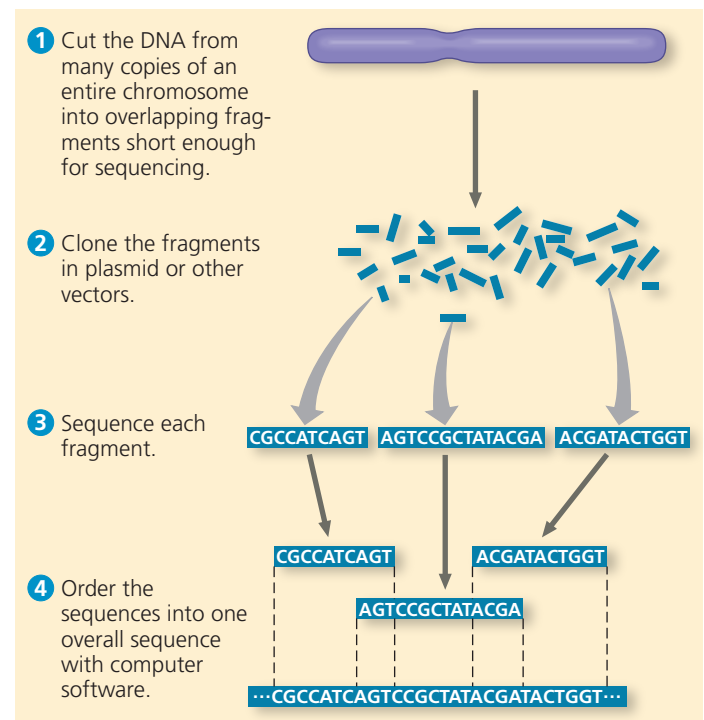 1 Cut the DNA from
many copies of an
entire chromosome
into overlapping frag-
ments short enough
for sequencing.
2 Clone the fragments
in plasmid or other
vectors.
3 Sequence each
fragment.
CGCCATCAGT AGTCCGCTATACGA ACGATACTGGT
CGCCATCAGT ACGATACTGGT
4 Order the
sequences into one
overall sequence
with computer
software.
AGTCCGCTATACGA
···CGCCATCAGTCCGCTATACGATACTGGT···